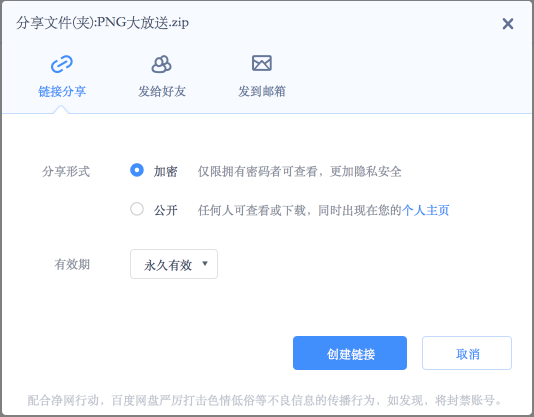 分享文件(夹):PNG大放送.zip
链接分享 发给好友 发到邮箱
分享形式 加密 仅限拥有密码者可查看，更加隐私安全
公开 任何人可查看或下载，同时出现在您的个人主页
有效期 永久有效
创建链接 取消
配合净网行动，百度网盘严厉打击色情低俗等不良信息的传播行为，如发现，将封禁账号。